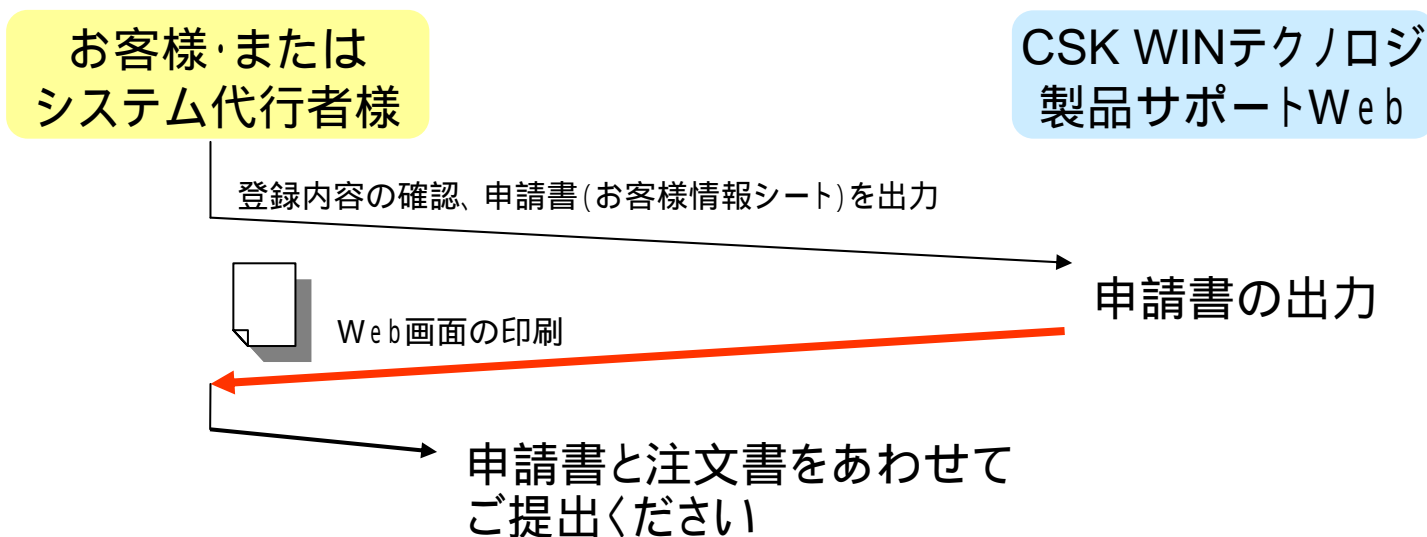 お客様・または
システム代行者様
CSK WINテクノロジ
製品サポートWeb
登録内容の確認、申請書(お客様情報シート)を出力
申請書の出力
Web画面の印刷
申請書と注文書をあわせて
ご提出ください